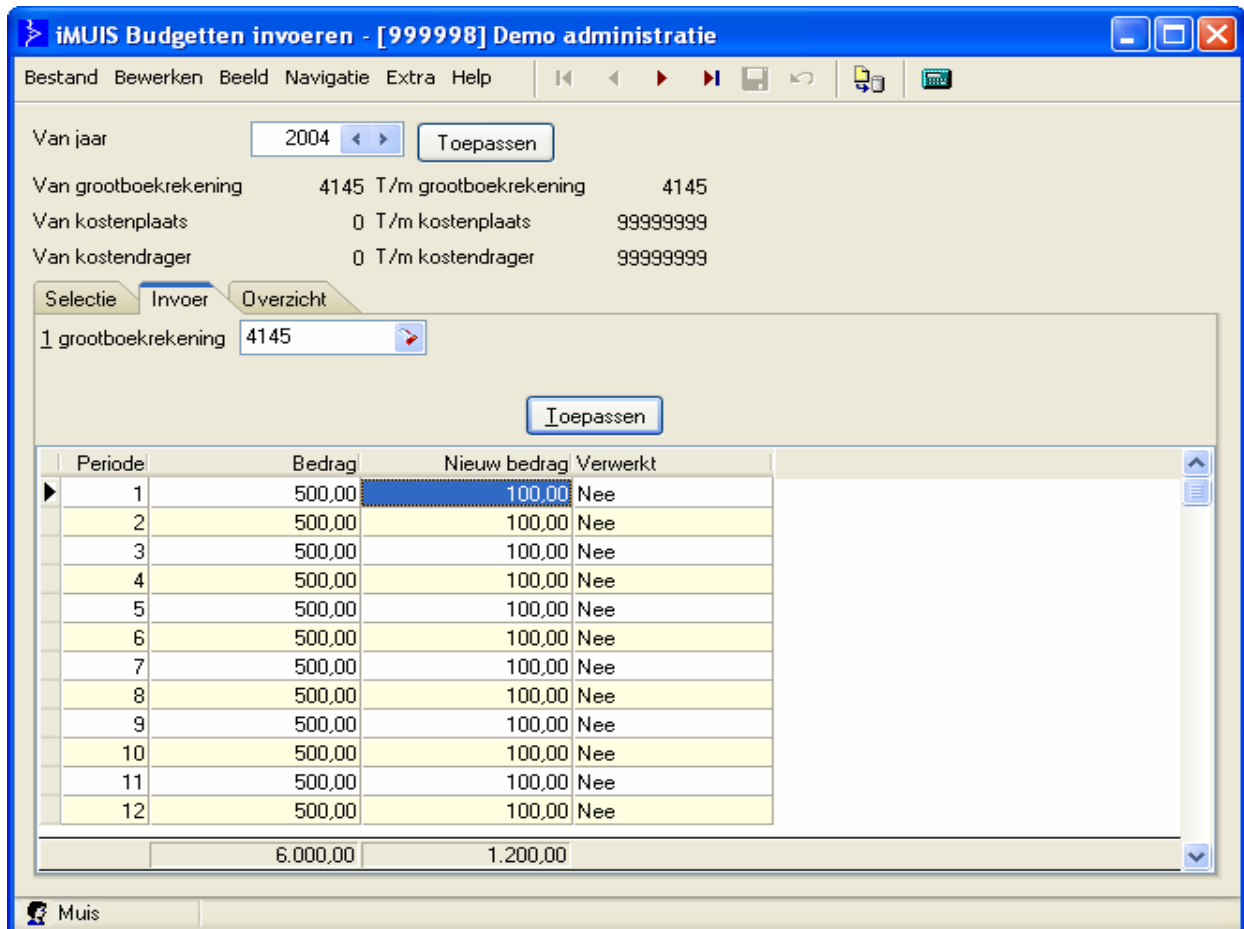 iMUIS Budgetten invoeren - [999998] Demo administratie
Bestand Bewerken Beeld Navigatie Extra Help
Van jaar 2004 Toepassen
Van grootboekrekening 4145 T/m grootboekrekening 4145
Van kostenplaats 0 T/m kostenplaats 99999999
Van kostendrager 0 T/m kostendrager 99999999
Selectie Invoer Overzicht
1 grootboekrekening 4145
Toepassen
Periode Bedrag Nieuw bedrag Verwerkt
1 500,00 100,00 Nee
2 500,00 100,00 Nee
3 500,00 100,00 Nee
4 500,00 100,00 Nee
5 500,00 100,00 Nee
6 500,00 100,00 Nee
7 500,00 100,00 Nee
8 500,00 100,00 Nee
9 500,00 100,00 Nee
10 500,00 100,00 Nee
11 500,00 100,00 Nee
12 500,00 100,00 Nee
6.000,00 1.200,00
Muis